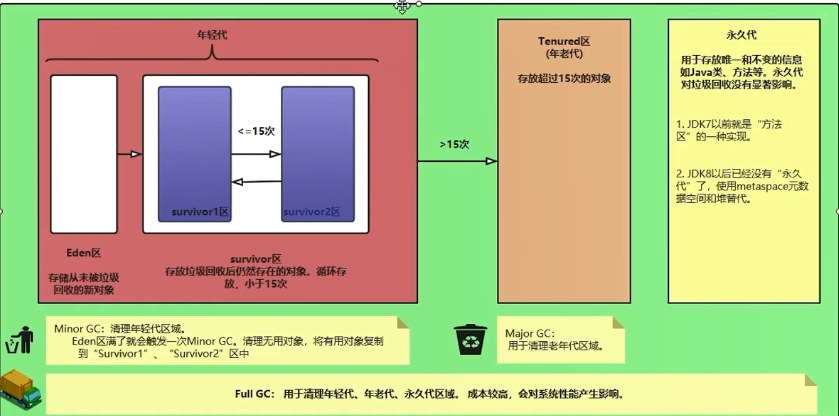 年轻代
Eden区
存储从未被垃圾
回收的新对象
<=15次
survivor1区
survivor2区
survivor区
存放垃圾回收后仍然存在的对象。循环存
放，小于15次
>15次
Tenured区
(年老代)
存放超过15次的对象
永久代
用于存放唯一和不变的信息
如Java类、方法等。永久代
对垃圾回收没有显著影响。
1. JDK7以前就是“方法
区”的一种实现。
2. JDK8以后已经没有“永久
代”了，使用metaspace元数
据空间和堆替代。
Minor GC：清理年轻代区域。
Eden区满了就会触发一次Minor GC。清理无用对象，将有用对象复制
到“Survivor1”、“Survivor2”区中
Major GC：
用于清理老年代区域。
Full GC： 用于清理年轻代、年老代、永久代区域。 成本较高，会对系统性能产生影响。